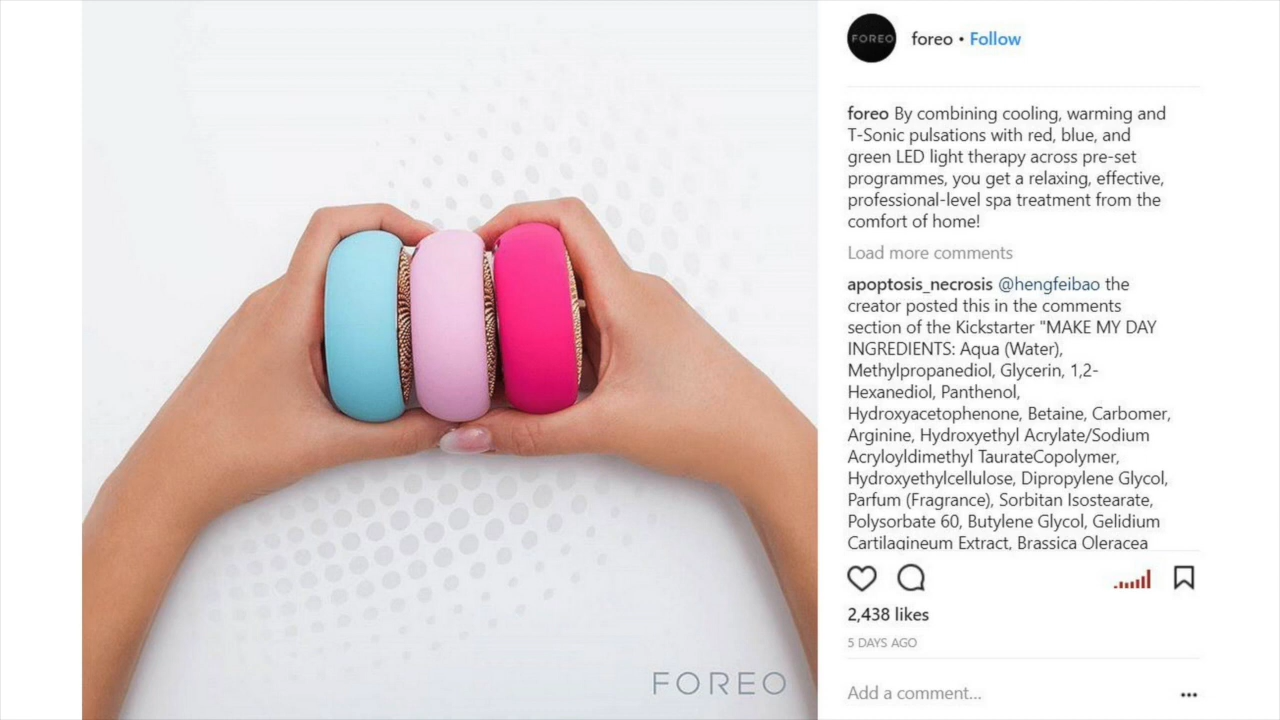 FOREO
foreo • Follow
foreo By combining cooling, warming and
T-Sonic pulsations with red, blue, and
green LED light therapy across pre-set
programmes, you get a relaxing, effective,
professional-level spa treatment from the
comfort of home!
Load more comments
apoptosis_necrosis @hengfeibao the
creator posted this in the comments
section of the Kickstarter "MAKE MY DAY
INGREDIENTS: Aqua (Water),
Methylpropanediol, Glycerin, 1,2-
Hexanediol, Panthenol,
Hydroxyacetophenone, Betaine, Carbomer,
Arginine, Hydroxyethyl Acrylate/Sodium
Acryloyldimethyl TaurateCopolymer,
Hydroxyethylcellulose, Dipropylene Glycol,
Parfum (Fragrance), Sorbitan Isostearate,
Polysorbate 60, Butylene Glycol, Gelidium
Cartilagineum Extract, Brassica Oleracea
2,438 likes
5 DAYS AGO
Add a comment...
FOREO